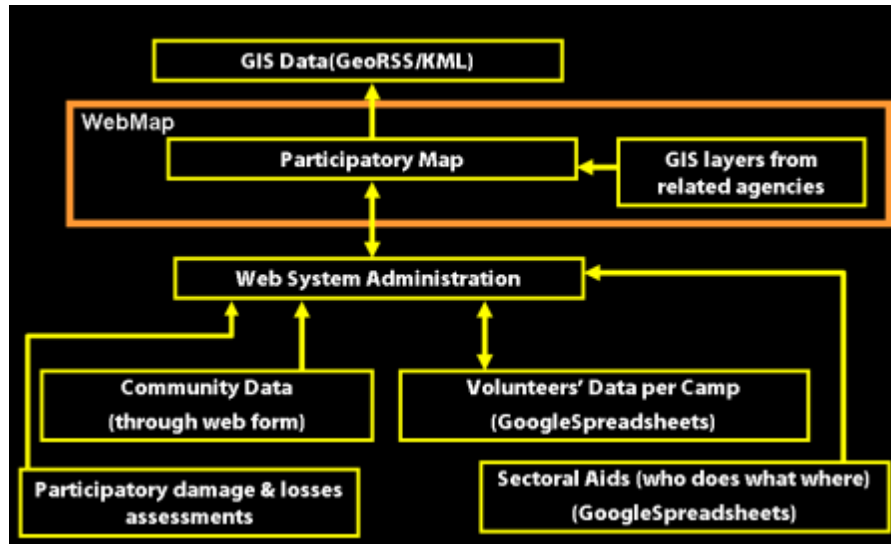 GIS Data(GeoRSS/KML)
WebMap
Participatory Map
GIS layers from
related agencies
Web System Administration
Community Data
(through web form)
Volunteers’ Data per Camp
(GoogleSpreadsheets)
Participatory damage & losses
assessments
Sectoral Aids (who does what where)
(GoogleSpreadsheets)